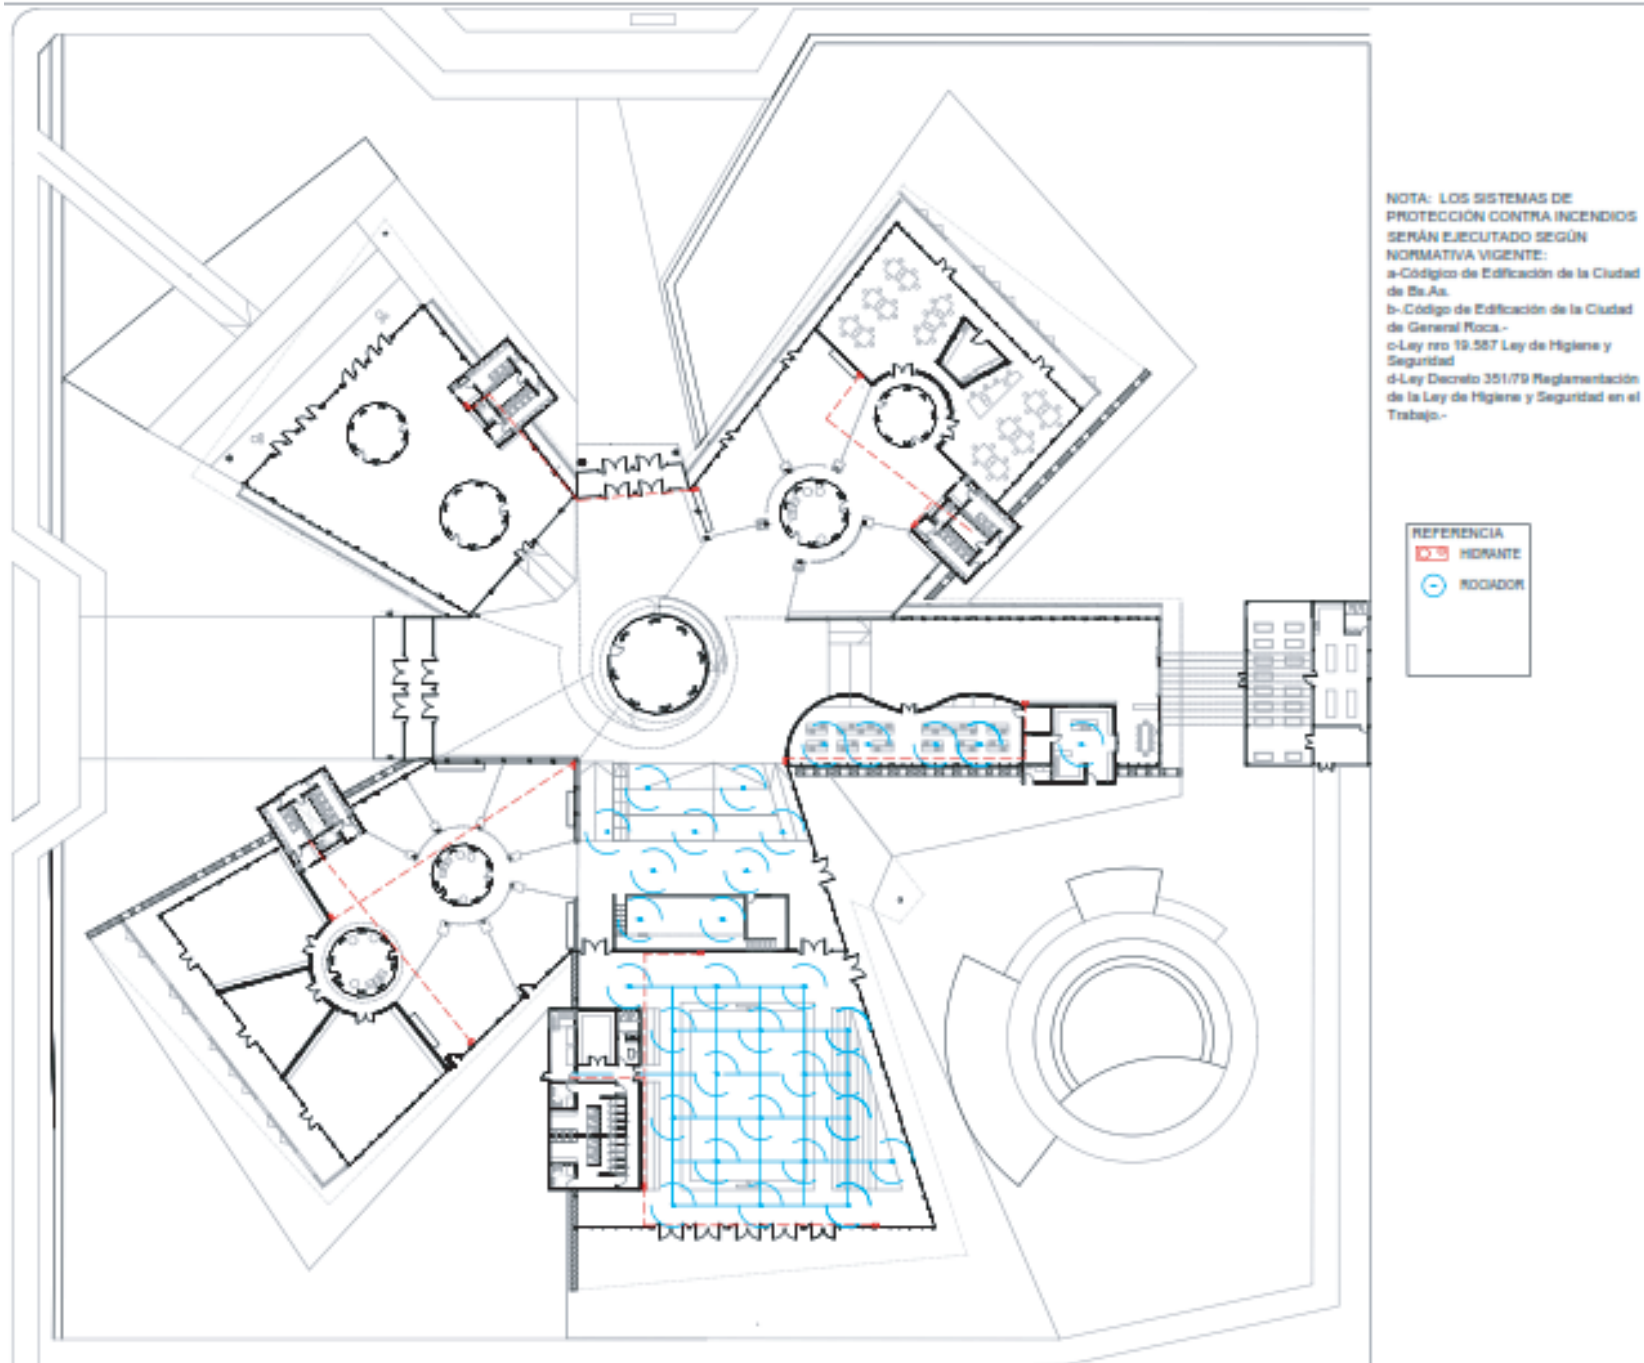 NOTA: LOS SISTEMAS DE
PROTECCIÓN CONTRA INCENDIOS
SERÁN EJECUTADO SEGÚN
NORMATIVA VIGENTE:
a-Códigico de Edificación de la Ciudad
de Bs.As.
b-.Código de Edificación de la Ciudad
de General Roca.-
c-Ley nro 19.587 Ley de Higiene y
Seguridad
d-Ley Decreto 351/79 Reglamentación
de la Ley de Higiene y Seguridad en el
Trabajo.-
REFERENCIA
HIDRANTE
ROCIADOR